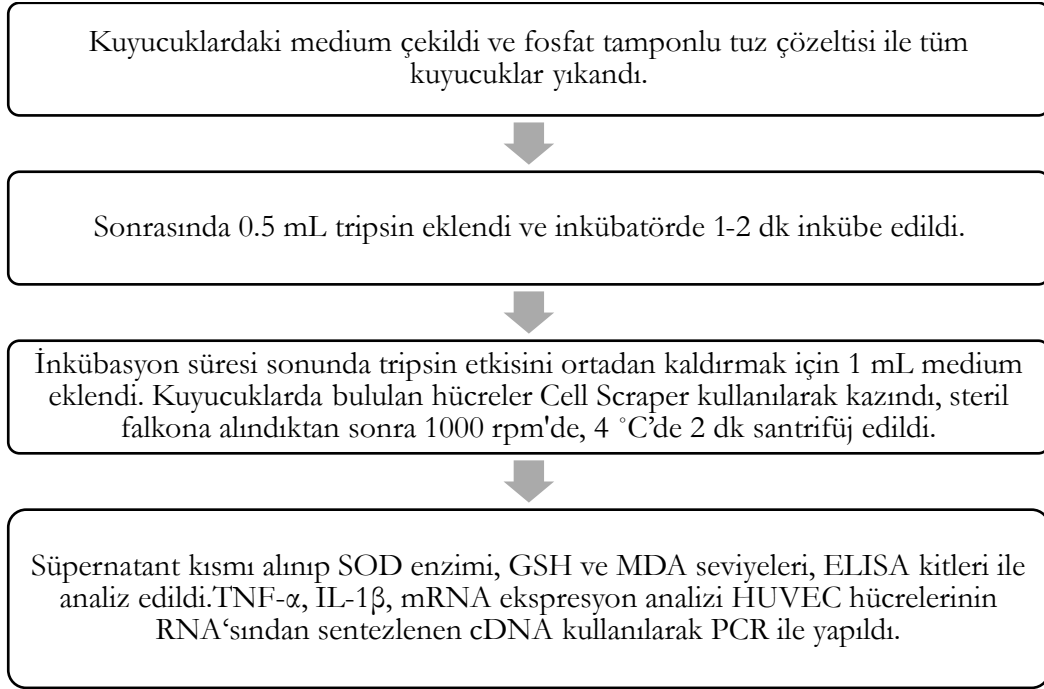 Kuyucuklardaki medium çekildi ve fosfat tamponlu tuz çözeltisi ile tüm
kuyucuklar yıkandı.
Sonrasında 0.5 mL tripsin eklendi ve inkübatörde 1-2 dk inkübe edildi.
İnkübasyon süresi sonunda tripsin etkisini ortadan kaldırmak için 1 mL medium
eklendi. Kuyucuklarda bululan hücreler Cell Scraper kullanılarak kazındı, steril
falkona alındıktan sonra 1000 rpm'de, 4 ˚C’de 2 dk santrifüj edildi.
Süpernatant kısmı alınıp SOD enzimi, GSH ve MDA seviyeleri, ELISA kitleri ile
analiz edildi.TNF-α, IL-1β, mRNA ekspresyon analizi HUVEC hücrelerinin
RNA‘sından sentezlenen cDNA kullanılarak PCR ile yapıldı.